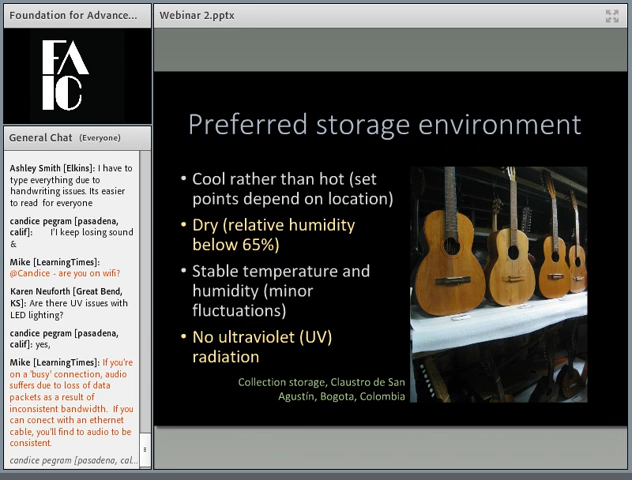 Foundation for Advance...
FA
IC
General Chat (Everyone)
Ashley Smith [Elkins]: I have to
type everything due to
handwriting issues. Its easier
to read for everyone
candice pegram [pasadena,
calif]: I'l keep losing sound
&
Mike [LearningTimes]:
@Candice - are you on wifi?
Karen Neuforth [Great Bend,
KS]: Are there UV issues with
LED lighting?
candice pegram [pasadena,
calif]: yes,
Mike [LearningTimes]: If you're
on a 'busy' connection, audio
suffers due to loss of data
packets as a result of
inconsistent bandwidth. If you
can conect with an ethernet
cable, you'll find to audio to be
consistent.
candice pegram [pasadena, cal...
Webinar 2.pptx
Preferred storage environment
• Cool rather than hot (set
points depend on location)
• Dry (relative humidity
below 65%)
• Stable temperature and
humidity (minor
fluctuations)
• No ultraviolet (UV)
radiation
Collection storage, Claustro de San
Agustín, Bogota, Colombia